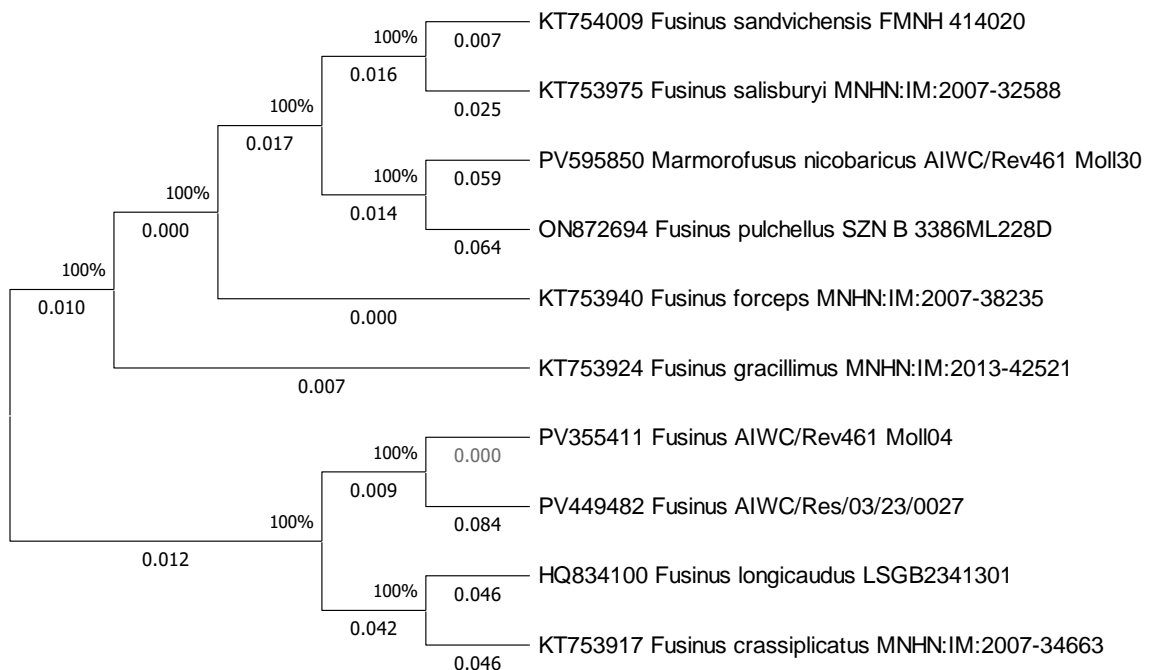 KT754009 Fusinus sandvichensis FMNH 414020
100%
0.007
0.016
KT753975 Fusinus salisburyi MNHN:IM:2007-32588
100%
0.025
0.017
PV595850 Marmorofusus nicobaricus AIWC/Rev461 Moll30
100%
0.059
100%
0.014
0.000
ON872694 Fusinus pulchellus SZN B 3386ML228D
0.064
100%
0.010
KT753940 Fusinus forceps MNHN:IM:2007-38235
0.000
KT753924 Fusinus gracillimus MNHN:IM:2013-42521
0.007
PV355411 Fusinus AIWC/Rev461 Moll04
100%
0.000
0.009
PV449482 Fusinus AIWC/Res/03/23/0027
100%
0.084
0.012
HQ834100 Fusinus longicaudus LSGB2341301
100%
0.046
0.042
KT753917 Fusinus crassiplicatus MNHN:IM:2007-34663
0.046